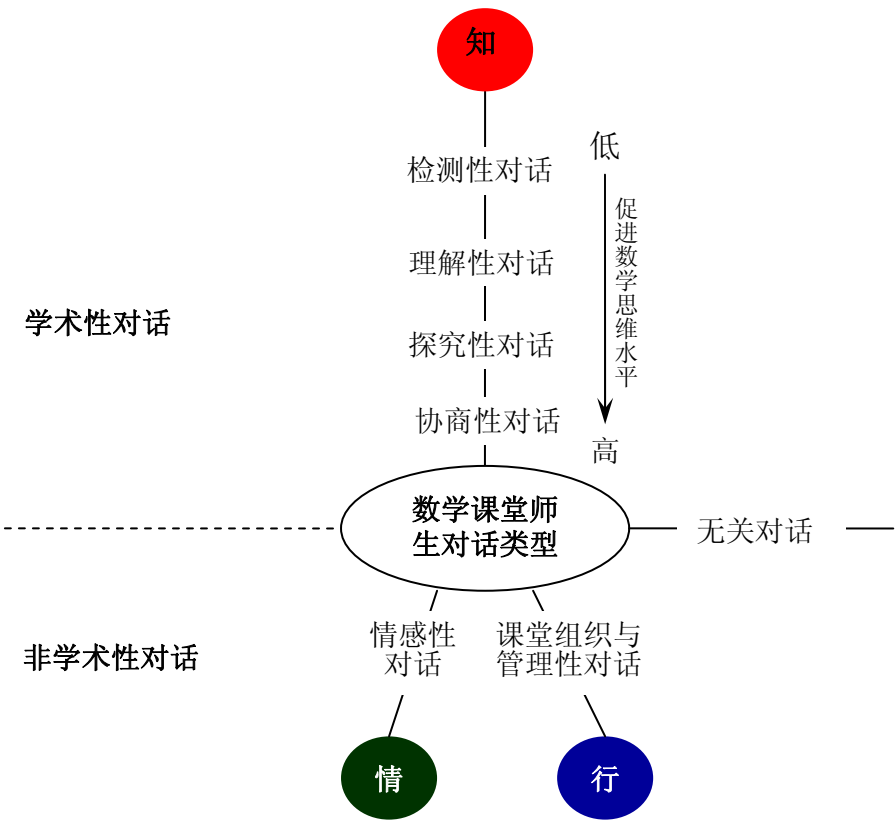 知
检测性对话
低
促进数学思维水平
理解性对话
学术性对话
探究性对话
协商性对话
高
数学课堂师
生对话类型
无关对话
情感性
对话
课堂组织与
管理性对话
非学术性对话
情
行